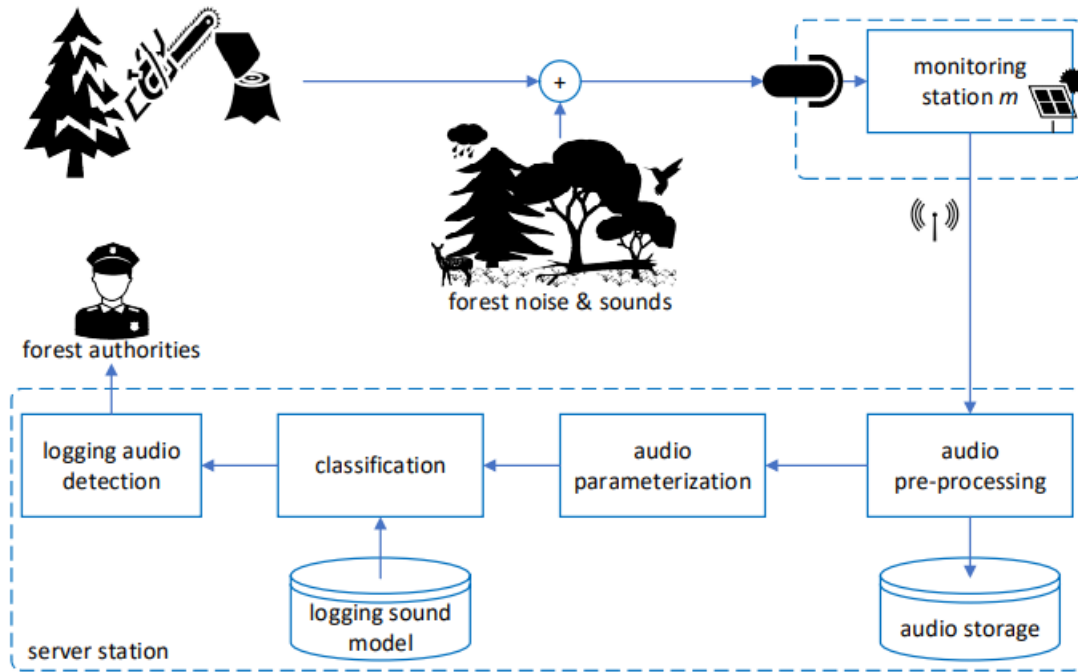 +
monitoring
station m
forest noise & sounds
forest authorities
logging audio
detection
classification
audio
parameterization
audio
pre-processing
logging sound
model
audio storage
server station